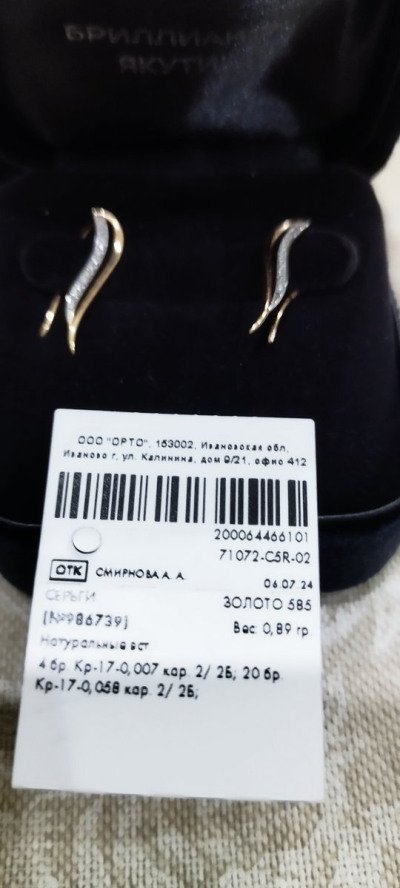 БРИЛЛИАН
ЯКУТИ
ООО "ОРТО", 153002, Ивановская обл,
Иваново г, ул. Калинина, дом 9/21, офис 412
200064466101
71072-C5R-02
ОТК СМИРНОВА А. А.
06.07.24
СЕРЬГИ
ЗОЛОТО 585
(№986739)
Вес: 0,89 гр
Натуральные вст.
4 бр. Кр-17-0,007 кар. 2/ 2Б; 20 бр.
Кр-17-0,058 кар. 2/ 2Б;